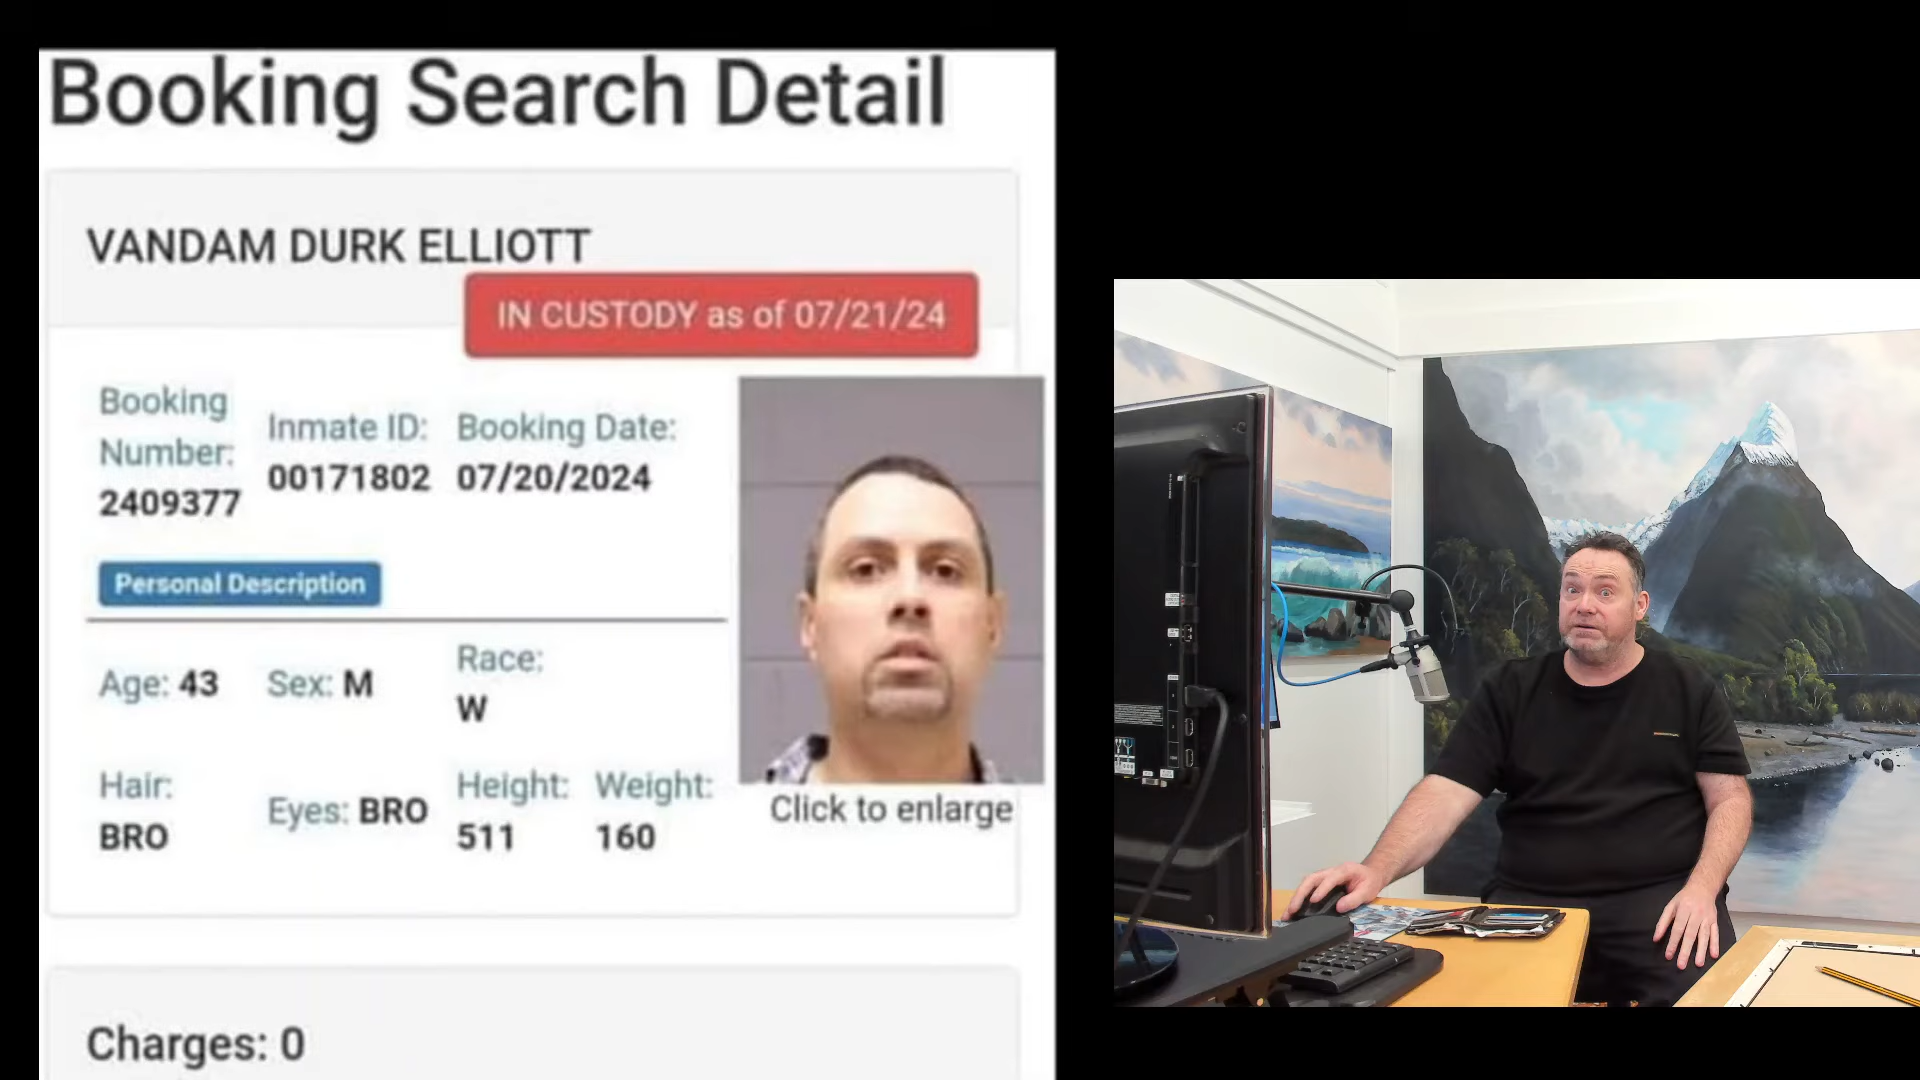 Booking Search Detail
VANDAM DURK ELLIOTT
IN CUSTODY as of 07/21/24
Booking
Number:
2409377
Inmate ID:
00171802
Booking Date:
07/20/2024
Personal Description
Age: 43
Sex: M
Race:
W
Hair:
BRO
Eyes: BRO
Height:
511
Weight:
160
Click to enlarge
Charges: 0